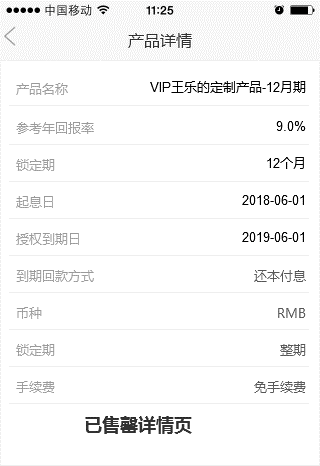 中国移动 11:25
产品详情
产品名称 VIP王乐的定制产品-12月期
参考年回报率 9.0%
锁定期 12个月
起息日 2018-06-01
授权到期日 2019-06-01
到期回款方式 还本付息
币种 RMB
锁定期 整期
手续费 免手续费
已售罄详情页